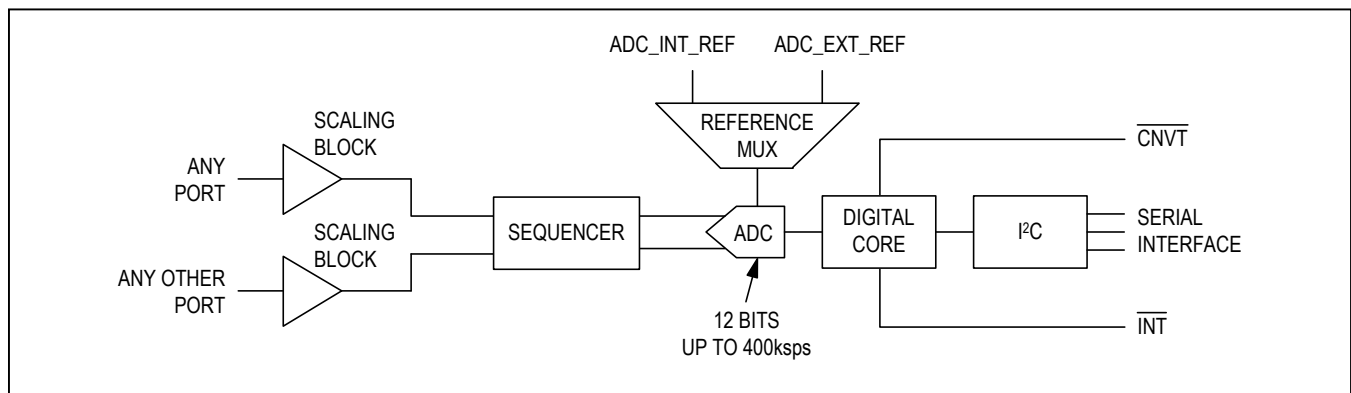 ADC_INT_REF
ADC_EXT_REF
REFERENCE
MUX
SCALING
BLOCK
ANY
PORT
SCALING
BLOCK
ANY OTHER
PORT
SEQUENCER
ADC
12 BITS
UP TO 400ksps
DIGITAL
CORE
I²C
CNVT
SERIAL
INTERFACE
INT